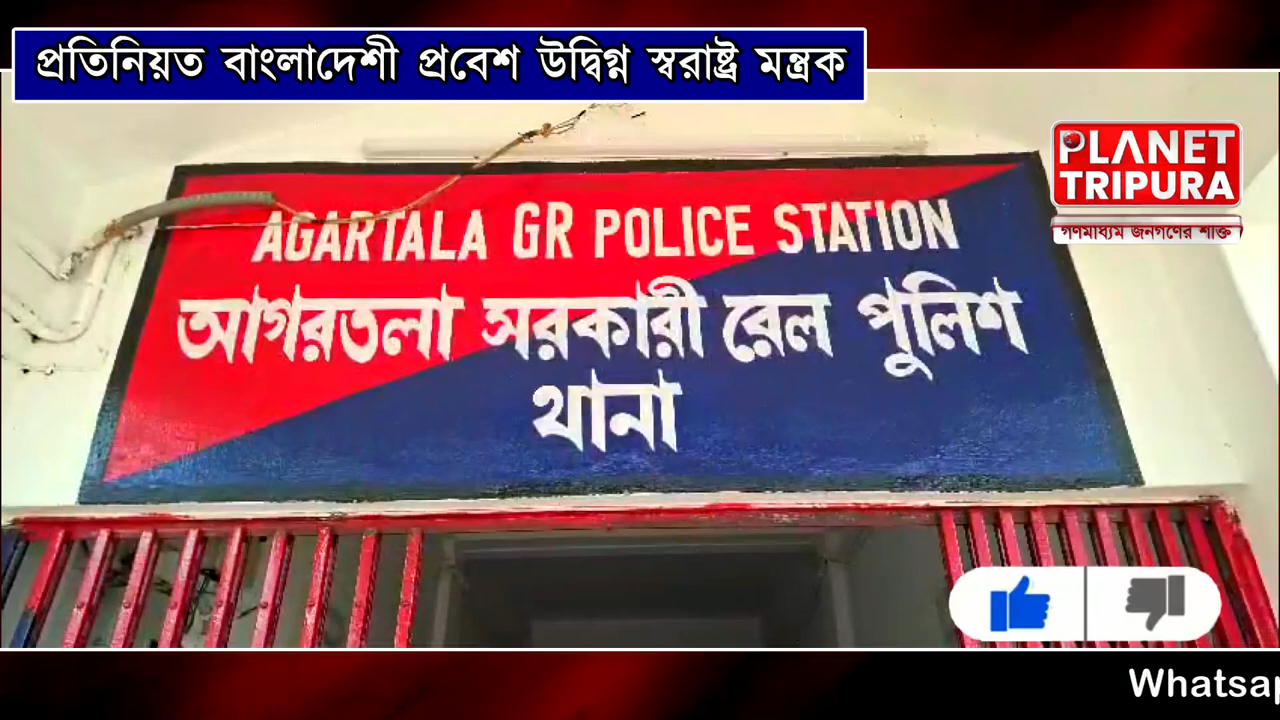 প্রতিনিয়ত বাংলাদেশী প্রবেশ উদ্বিগ্ন স্বরাষ্ট্র মন্ত্রক
PLANET
TRIPURA
গণমাধ্যম জনগণের শক্তি
AGARTALA GR POLICE STATION
আগরতলা সরকারী রেল পুলিশ
থানা
Whatsap